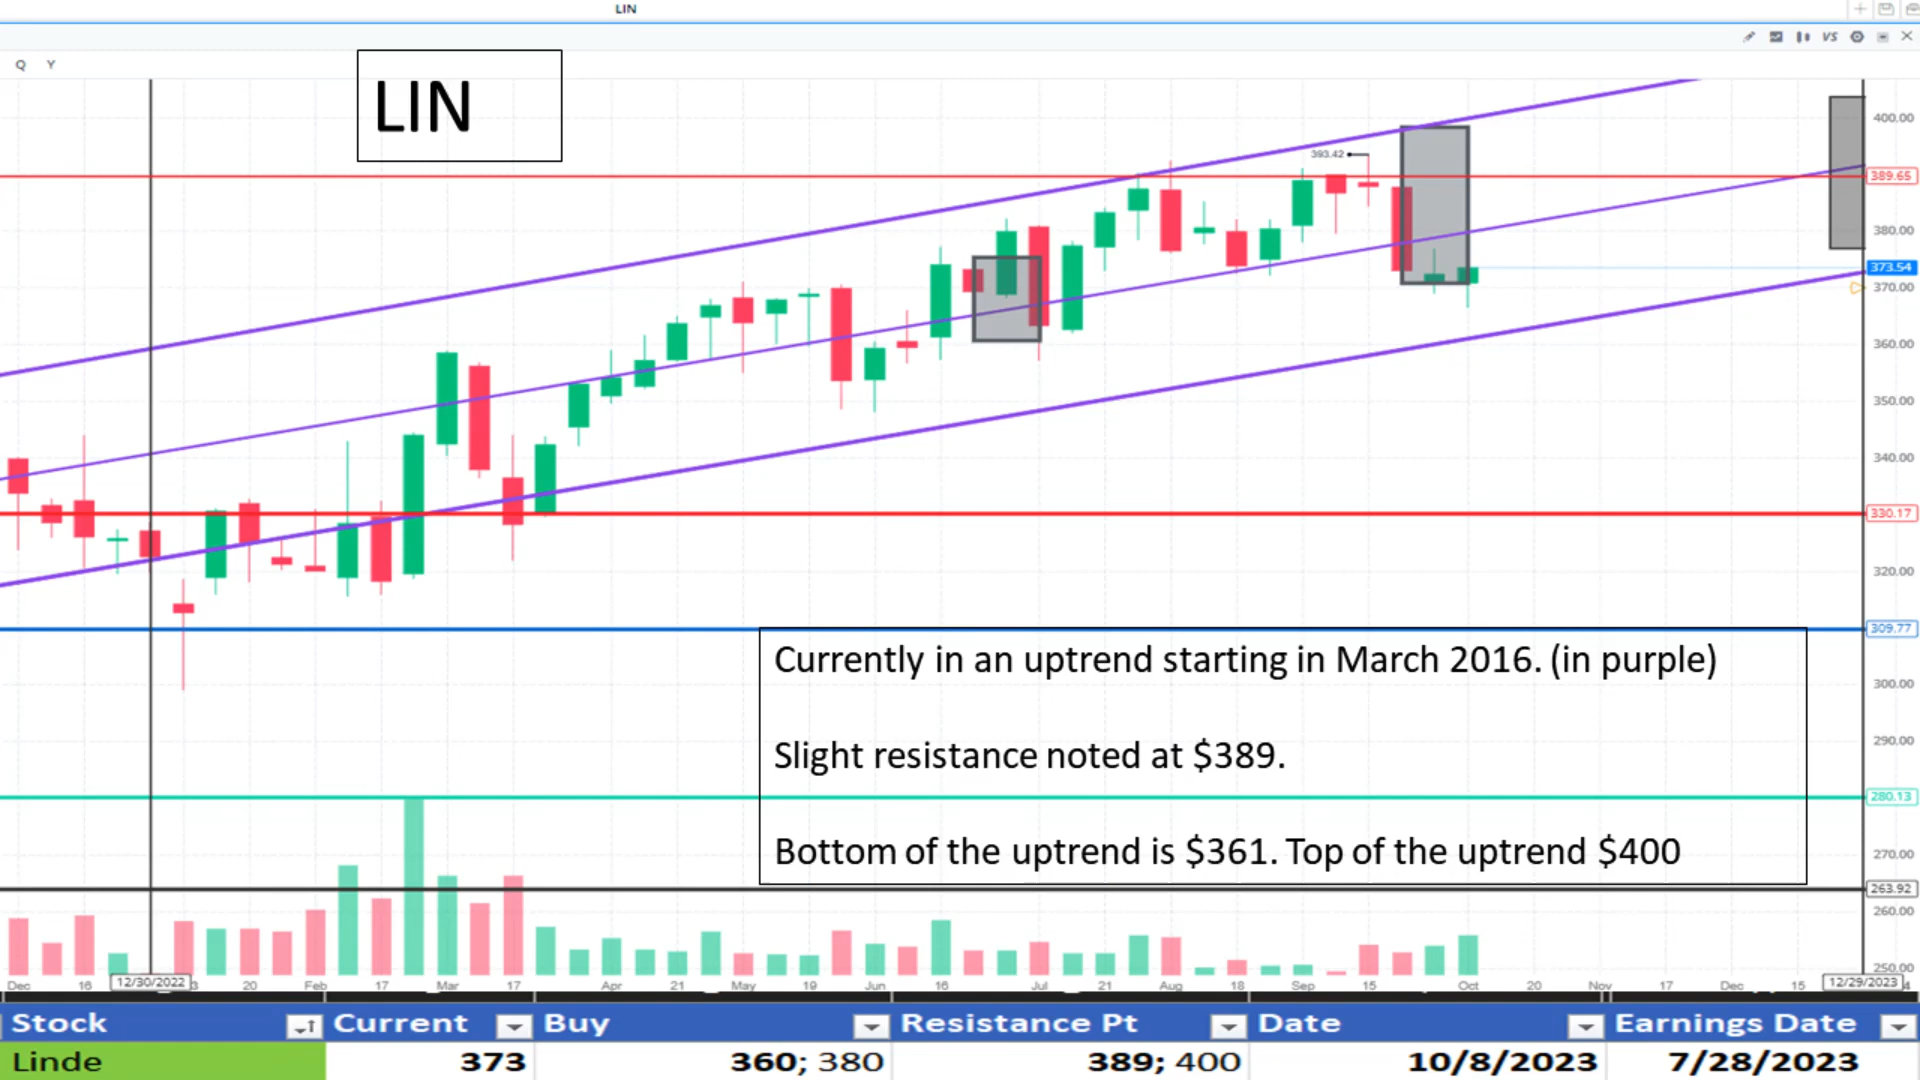 LIN
VS
Q Y
LIN
400.00
393.42
389.65
380.00
373.54
370.00
360.00
350.00
340.00
330.17
320.00
309.77
Currently in an uptrend starting in March 2016. (in purple)
300.00
Slight resistance noted at $389.
290.00
280.13
Bottom of the uptrend is $361. Top of the uptrend $400
270.00
263.92
260.00
250.00
Dec 16 12/30/2022 3 20 Feb 17 Mar 17 Apr 21 May 19 Jun 16 Jul 21 Aug 18 Sep 15 Oct 20 Nov 17 Dec 15 12/29/2023 4
Stock Current Buy Resistance Pt Date Earnings Date
Linde 373 360; 380 389; 400 10/8/2023 7/28/2023